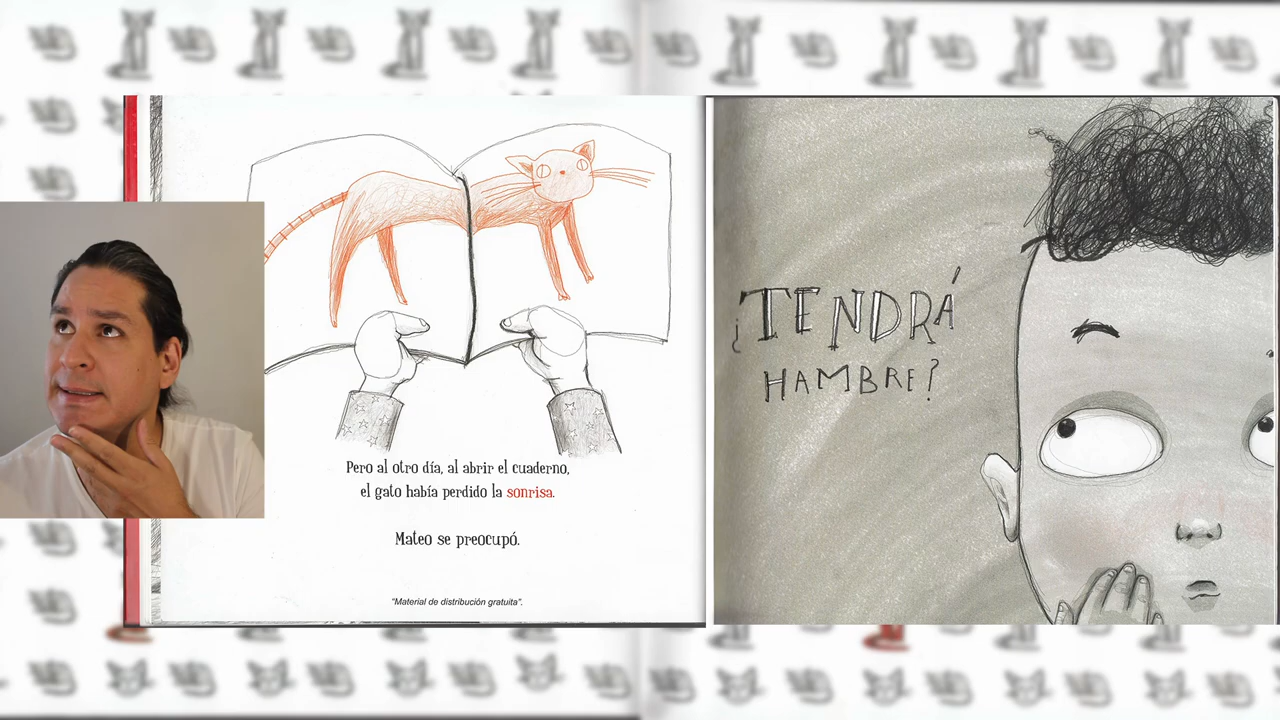 Pero al otro día, al abrir el cuaderno,
el gato había perdido la sonrisa.
Mateo se preocupó.
"Material de distribución gratuita".
¿TENDRÁ
HAMBRE?